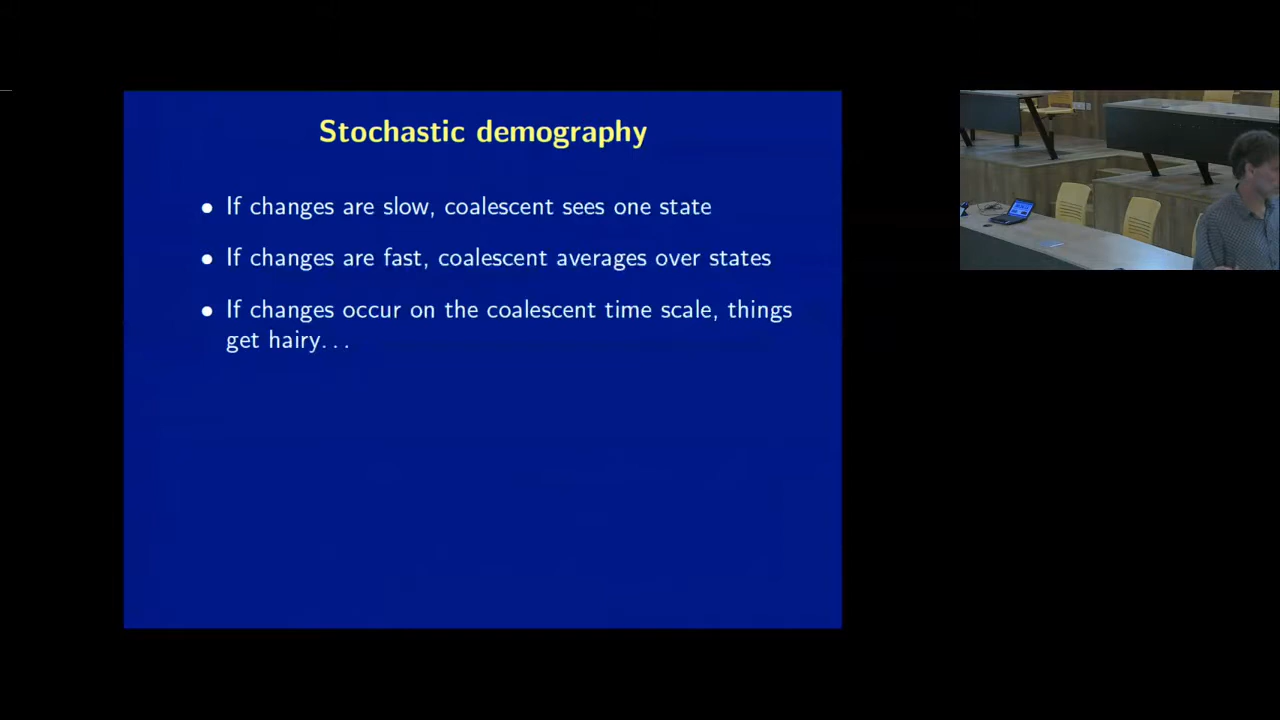 Stochastic demography
• If changes are slow, coalescent sees one state
• If changes are fast, coalescent averages over states
• If changes occur on the coalescent time scale, things
get hairy...